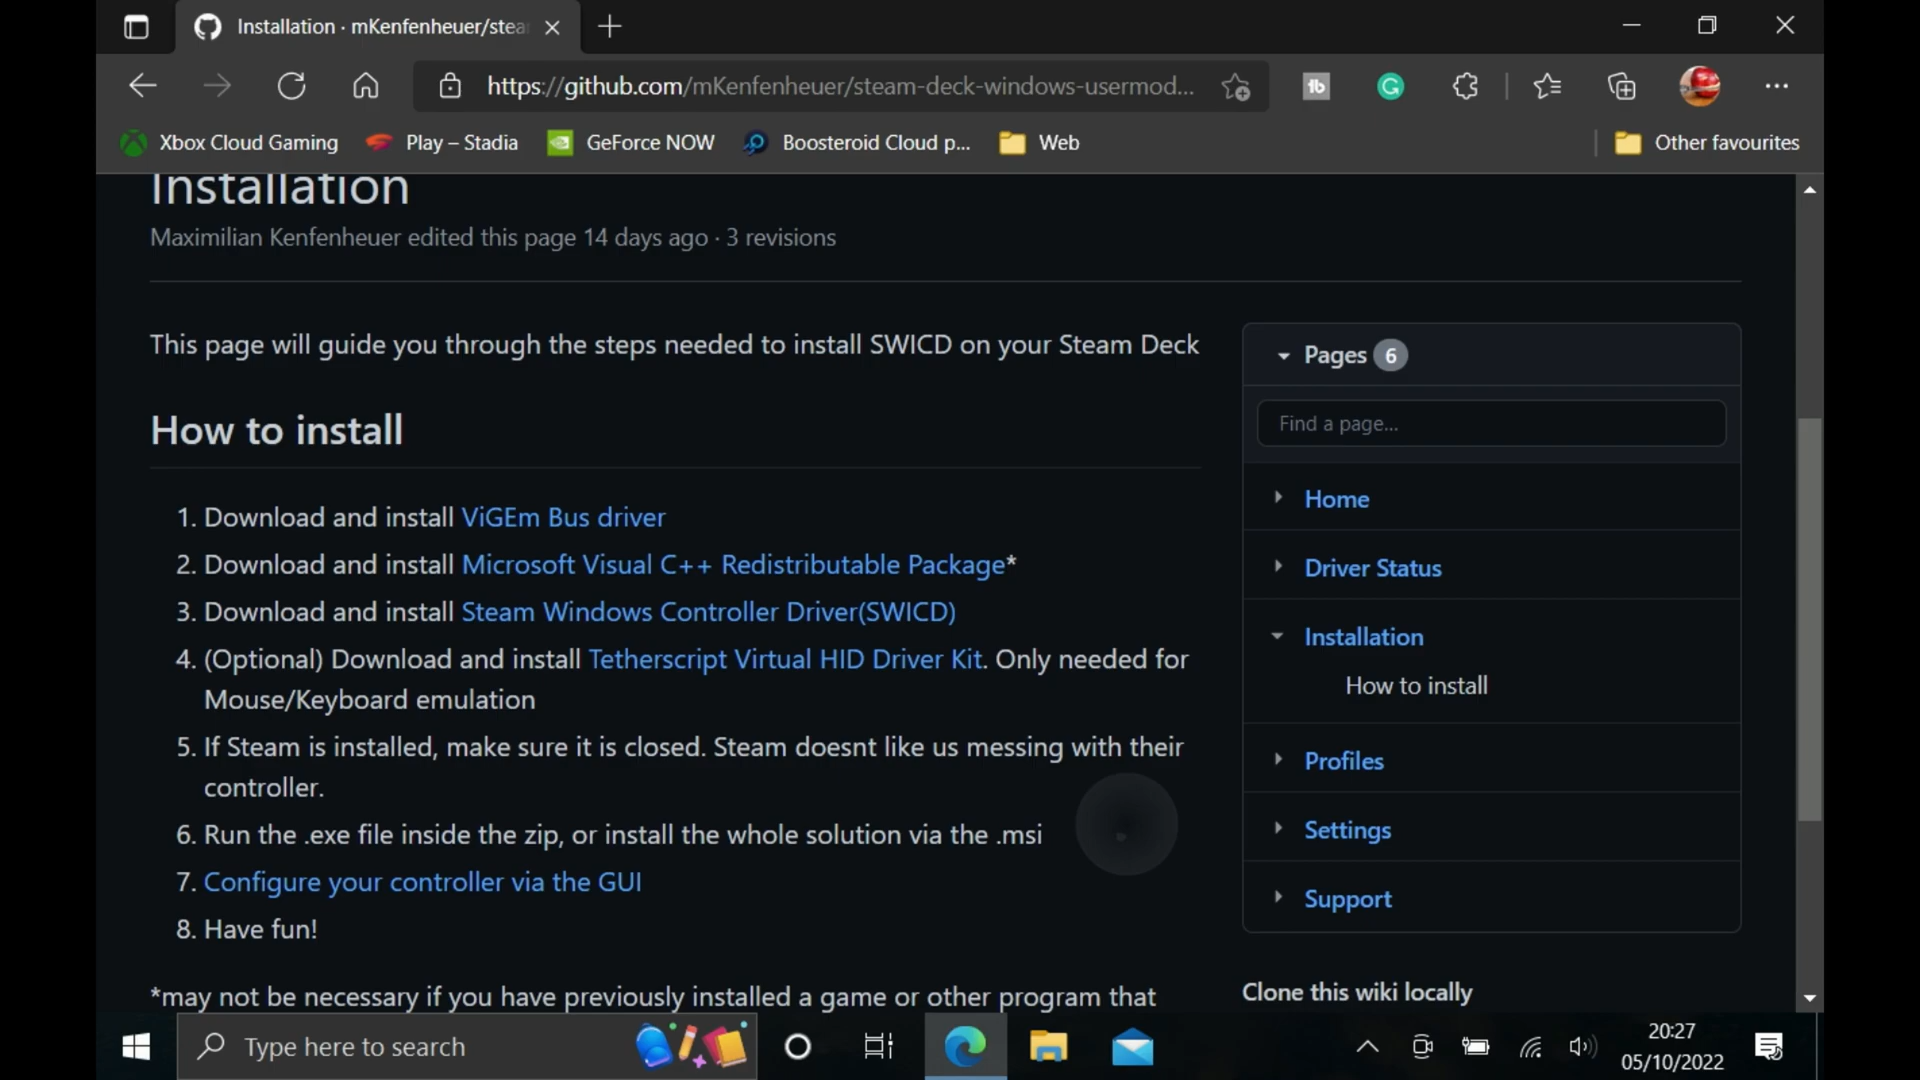 Installation · mKenfenheuer/stea
https://github.com/mKenfenheuer/steam-deck-windows-usermod...
Xbox Cloud Gaming
Play – Stadia
GeForce NOW
Boosteroid Cloud p...
Web
Other favourites
Installation
Maximilian Kenfenheuer edited this page 14 days ago · 3 revisions
This page will guide you through the steps needed to install SWICD on your Steam Deck
How to install
1. Download and install ViGEm Bus driver
2. Download and install Microsoft Visual C++ Redistributable Package*
3. Download and install Steam Windows Controller Driver(SWICD)
4. (Optional) Download and install Tetherscript Virtual HID Driver Kit. Only needed for
Mouse/Keyboard emulation
5. If Steam is installed, make sure it is closed. Steam doesnt like us messing with their
controller.
6. Run the .exe file inside the zip, or install the whole solution via the .msi
7. Configure your controller via the GUI
8. Have fun!
*may not be necessary if you have previously installed a game or other program that
Pages 6
Find a page...
Home
Driver Status
Installation
How to install
Profiles
Settings
Support
Clone this wiki locally
Type here to search
20:27
05/10/2022